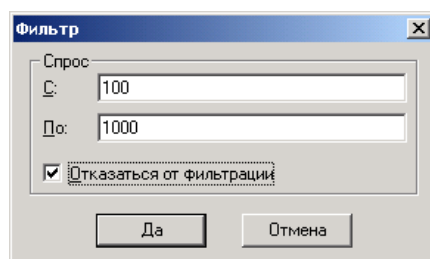 Фильтр
Спрос
С: 100
По: 1000
Отказаться от фильтрации
Да Отмена